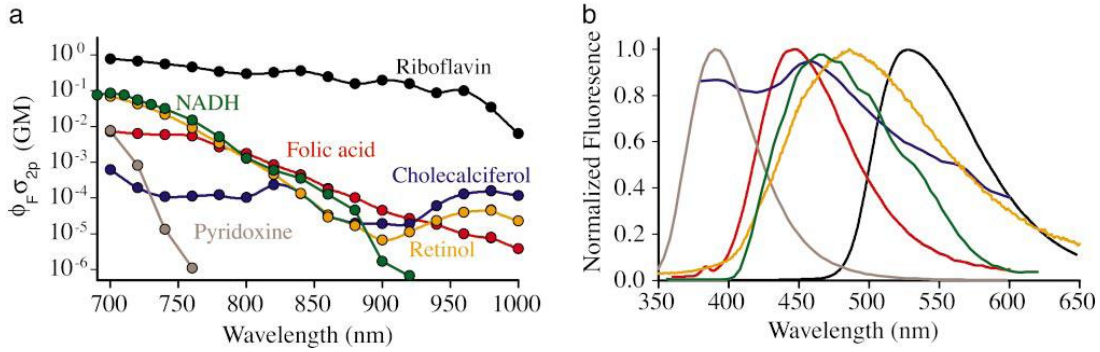 a
ϕF σ2p (GM)
10^0
10^-1
10^-2
10^-3
10^-4
10^-5
10^-6
Riboflavin
NADH
Folic acid
Cholecalciferol
Pyridoxine
Retinol
700 750 800 850 900 950 1000
Wavelength (nm)
b
Normalized Fluoresence
1.0
0.8
0.6
0.4
0.2
0.0
350 400 450 500 550 600 650
Wavelength (nm)